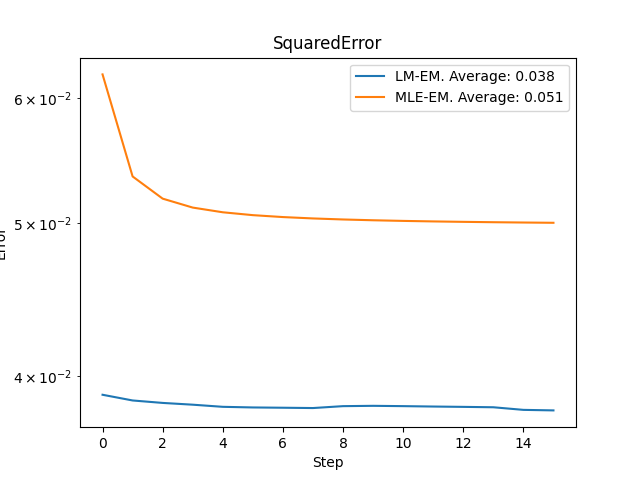 SquaredError
LM-EM. Average: 0.038
MLE-EM. Average: 0.051
6 × 10⁻²
5 × 10⁻²
4 × 10⁻²
Error
0 2 4 6 8 10 12 14
Step